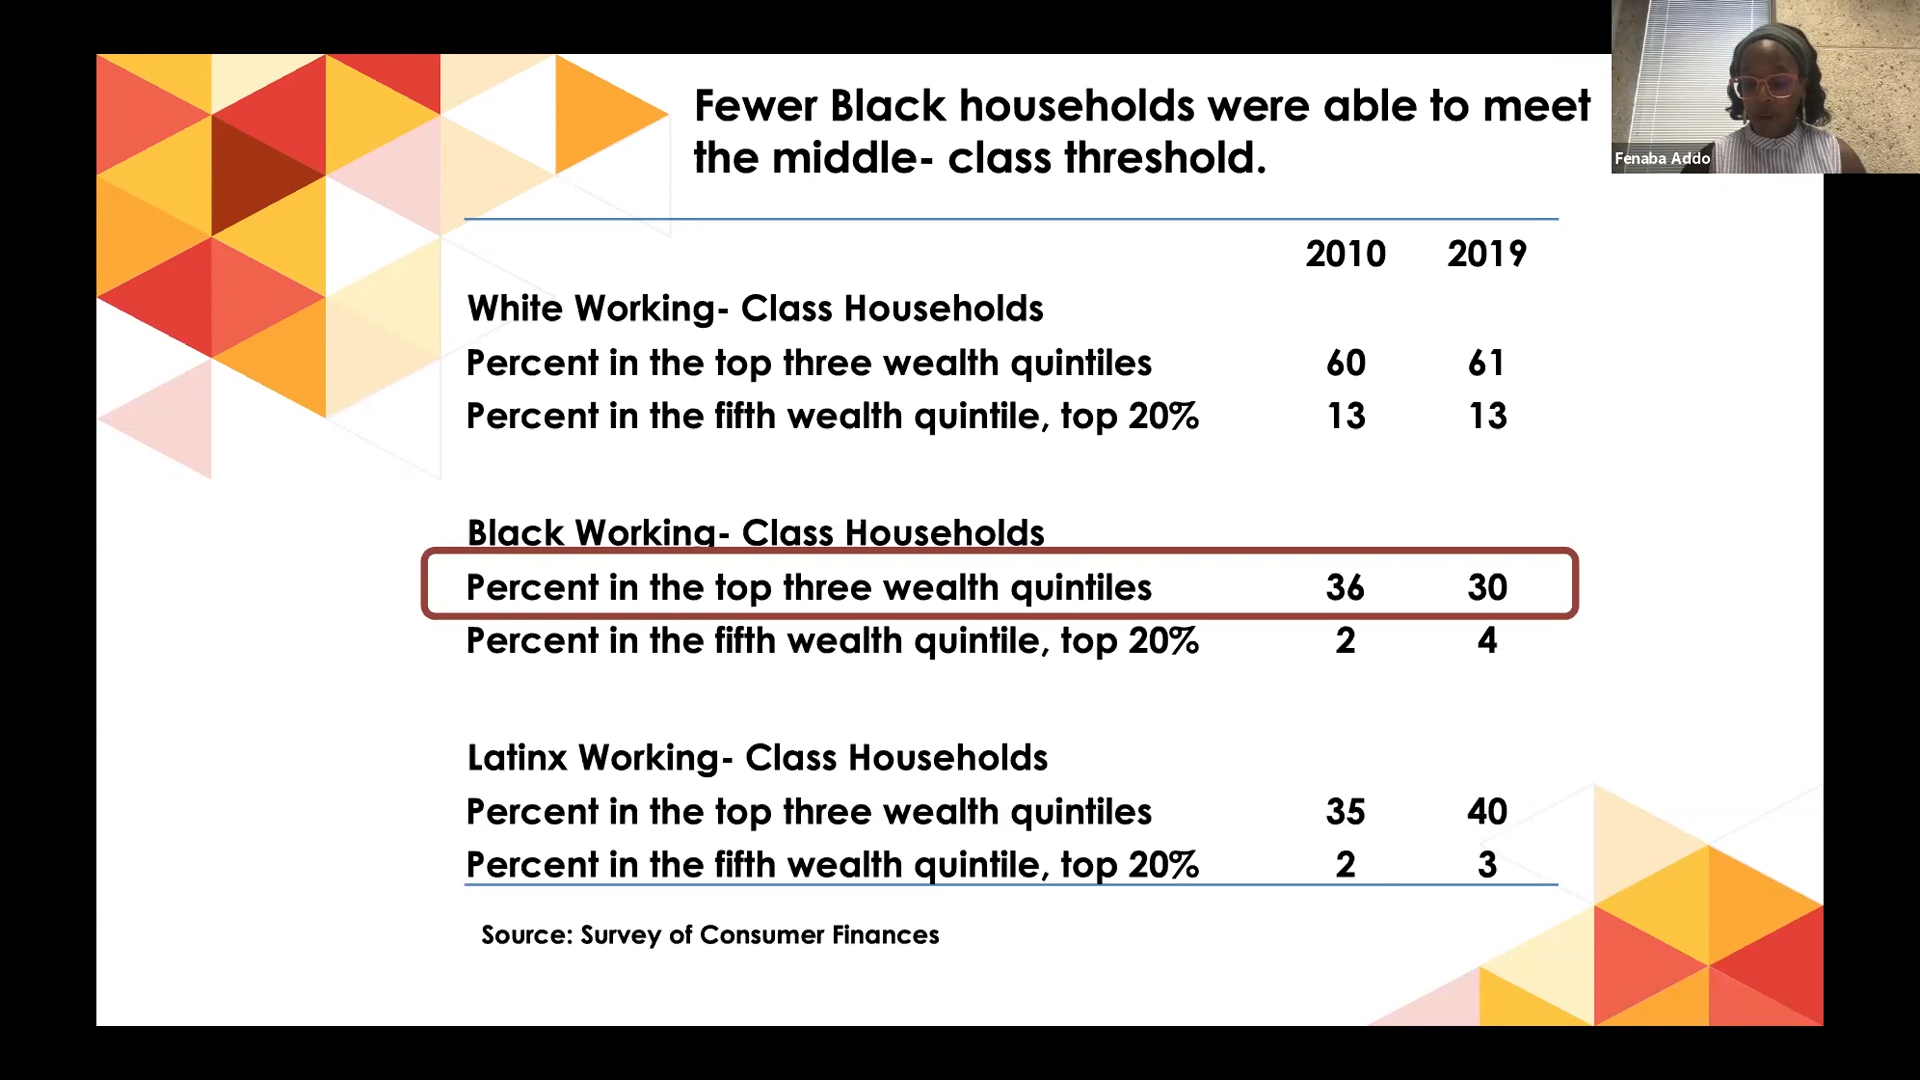 Fewer Black households were able to meet
the middle- class threshold.
Fenaba Addo
2010 2019
White Working- Class Households
Percent in the top three wealth quintiles 60 61
Percent in the fifth wealth quintile, top 20% 13 13
Black Working- Class Households
Percent in the top three wealth quintiles 36 30
Percent in the fifth wealth quintile, top 20% 2 4
Latinx Working- Class Households
Percent in the top three wealth quintiles 35 40
Percent in the fifth wealth quintile, top 20% 2 3
Source: Survey of Consumer Finances